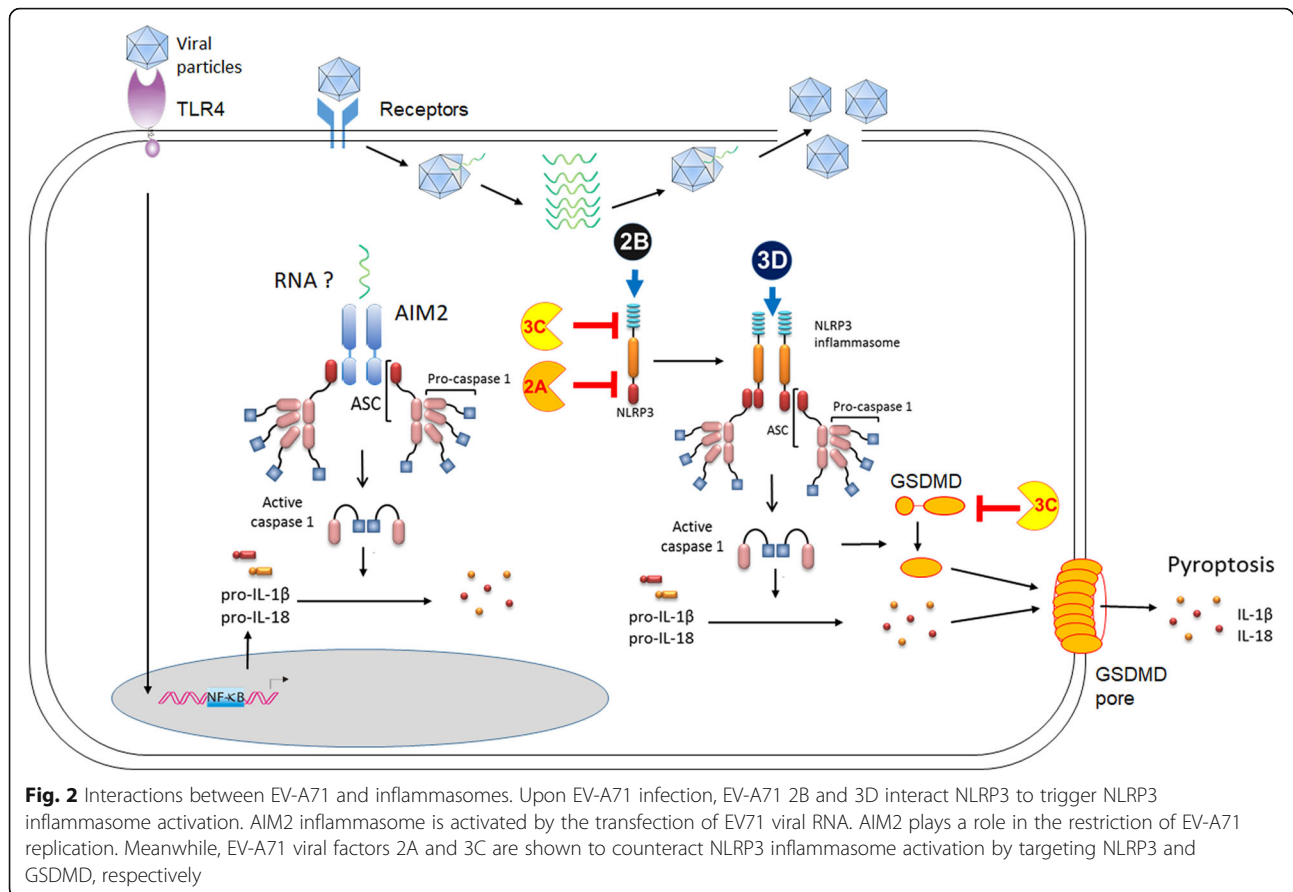 Viral
particles
TLR4
Receptors
2B
3D
RNA ?
AIM2
3C
NLRP3
inflammasome
2A
Pro-caspase 1
ASC
NLRP3
Pro-caspase 1
ASC
GSDMD
3C
Active
caspase 1
Active
caspase 1
Pyroptosis
pro-IL-1β
pro-IL-18
pro-IL-1β
pro-IL-18
IL-1β
IL-18
GSDMD
pore
NF-κB
Fig. 2 Interactions between EV-A71 and inflammasomes. Upon EV-A71 infection, EV-A71 2B and 3D interact NLRP3 to trigger NLRP3
inflammasome activation. AIM2 inflammasome is activated by the transfection of EV71 viral RNA. AIM2 plays a role in the restriction of EV-A71
replication. Meanwhile, EV-A71 viral factors 2A and 3C are shown to counteract NLRP3 inflammasome activation by targeting NLRP3 and
GSDMD, respectively